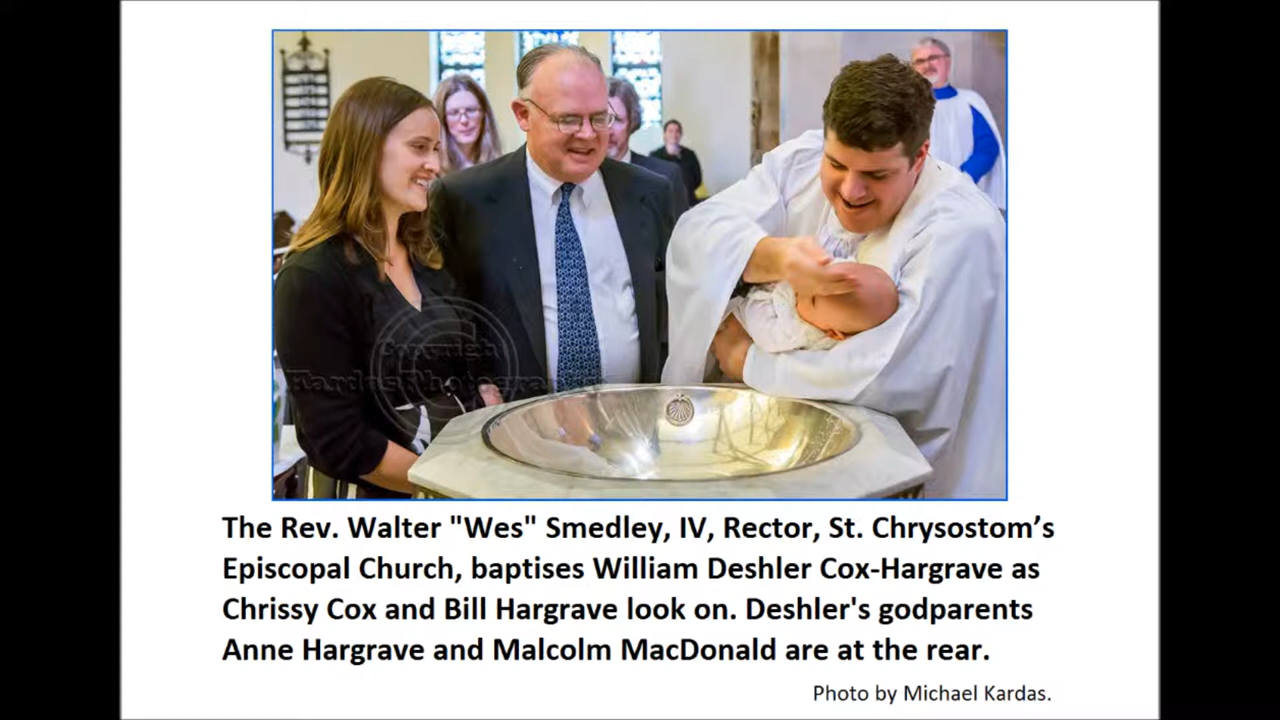 Copyright
KardasPhotography
The Rev. Walter "Wes" Smedley, IV, Rector, St. Chrysostom’s
Episcopal Church, baptises William Deshler Cox-Hargrave as
Chrissy Cox and Bill Hargrave look on. Deshler's godparents
Anne Hargrave and Malcolm MacDonald are at the rear.
Photo by Michael Kardas.